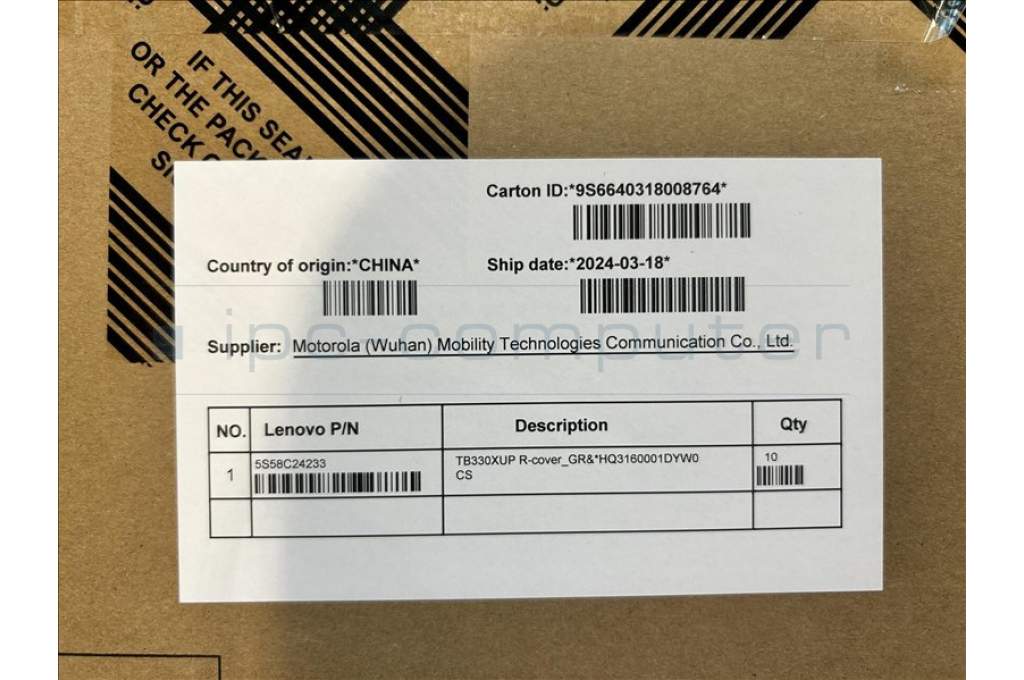 IF THIS SEA
OR THE PACK
CHECK
Carton ID:*9S6640318008764*
Country of origin:*CHINA*
Ship date:*2024-03-18*
ipc computer
Supplier: Motorola (Wuhan) Mobility Technologies Communication Co., Ltd.
NO. Lenovo P/N Description Qty
1 5S58C24233 TB330XUP R-cover_GR&*HQ3160001DYW0 10
CS